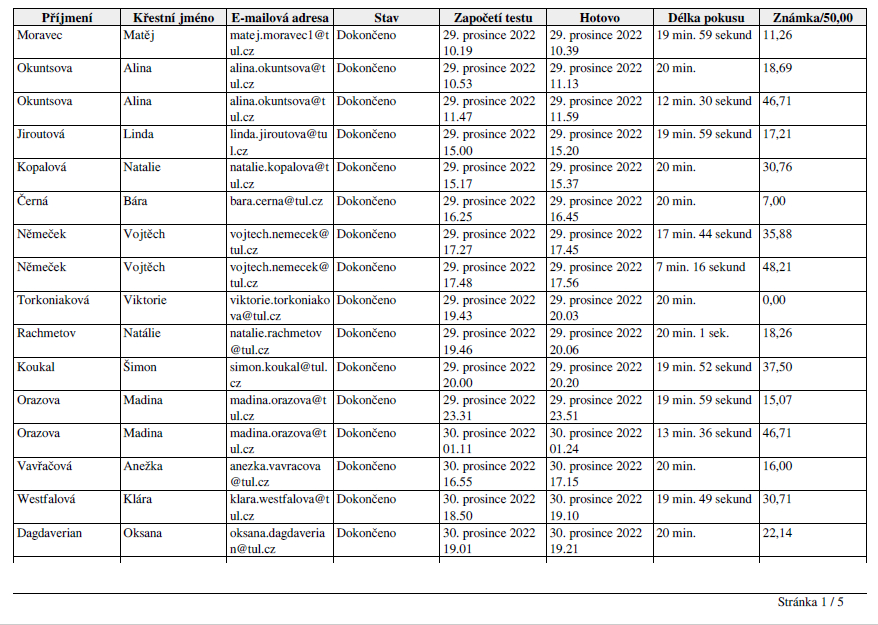 Příjmení Křestní jméno E-mailová adresa Stav Započetí testu Hotovo Délka pokusu Známka/50,00
Moravec Matěj matej.moravec1@t Dokončeno 29. prosince 2022 29. prosince 2022 19 min. 59 sekund 11,26
ul.cz 10.19 10.39
Okuntsova Alina alina.okuntsova@t Dokončeno 29. prosince 2022 29. prosince 2022 20 min. 18,69
ul.cz 10.53 11.13
Okuntsova Alina alina.okuntsova@t Dokončeno 29. prosince 2022 29. prosince 2022 12 min. 30 sekund 46,71
ul.cz 11.47 11.59
Jiroutová Linda linda.jiroutova@tu Dokončeno 29. prosince 2022 29. prosince 2022 19 min. 59 sekund 17,21
l.cz 15.00 15.20
Kopalová Natalie natalie.kopalova@t Dokončeno 29. prosince 2022 29. prosince 2022 20 min. 30,76
ul.cz 15.17 15.37
Černá Bára bara.cerna@tul.cz Dokončeno 29. prosince 2022 29. prosince 2022 20 min. 7,00
16.25 16.45
Němeček Vojtěch vojtech.nemecek@ Dokončeno 29. prosince 2022 29. prosince 2022 17 min. 44 sekund 35,88
tul.cz 17.27 17.45
Němeček Vojtěch vojtech.nemecek@ Dokončeno 29. prosince 2022 29. prosince 2022 7 min. 16 sekund 48,21
tul.cz 17.48 17.56
Torkoniaková Viktorie viktorie.torkoniako Dokončeno 29. prosince 2022 29. prosince 2022 20 min. 0,00
va@tul.cz 19.43 20.03
Rachmetov Natálie natalie.rachmetov Dokončeno 29. prosince 2022 29. prosince 2022 20 min. 1 sek. 18,26
@tul.cz 19.46 20.06
Koukal Šimon simon.koukal@tul. Dokončeno 29. prosince 2022 29. prosince 2022 19 min. 52 sekund 37,50
cz 20.00 20.20
Orazova Madina madina.orazova@t Dokončeno 29. prosince 2022 29. prosince 2022 19 min. 59 sekund 15,07
ul.cz 23.31 23.51
Orazova Madina madina.orazova@t Dokončeno 30. prosince 2022 30. prosince 2022 13 min. 36 sekund 46,71
ul.cz 01.11 01.24
Vavřačová Anežka anezka.vavracova Dokončeno 30. prosince 2022 30. prosince 2022 20 min. 16,00
@tul.cz 16.55 17.15
Westfalová Klára klara.westfalova@t Dokončeno 30. prosince 2022 30. prosince 2022 19 min. 49 sekund 30,71
ul.cz 18.50 19.10
Dagdaverian Oksana oksana.dagdaveria Dokončeno 30. prosince 2022 30. prosince 2022 20 min. 22,14
n@tul.cz 19.01 19.21
Stránka 1 / 5